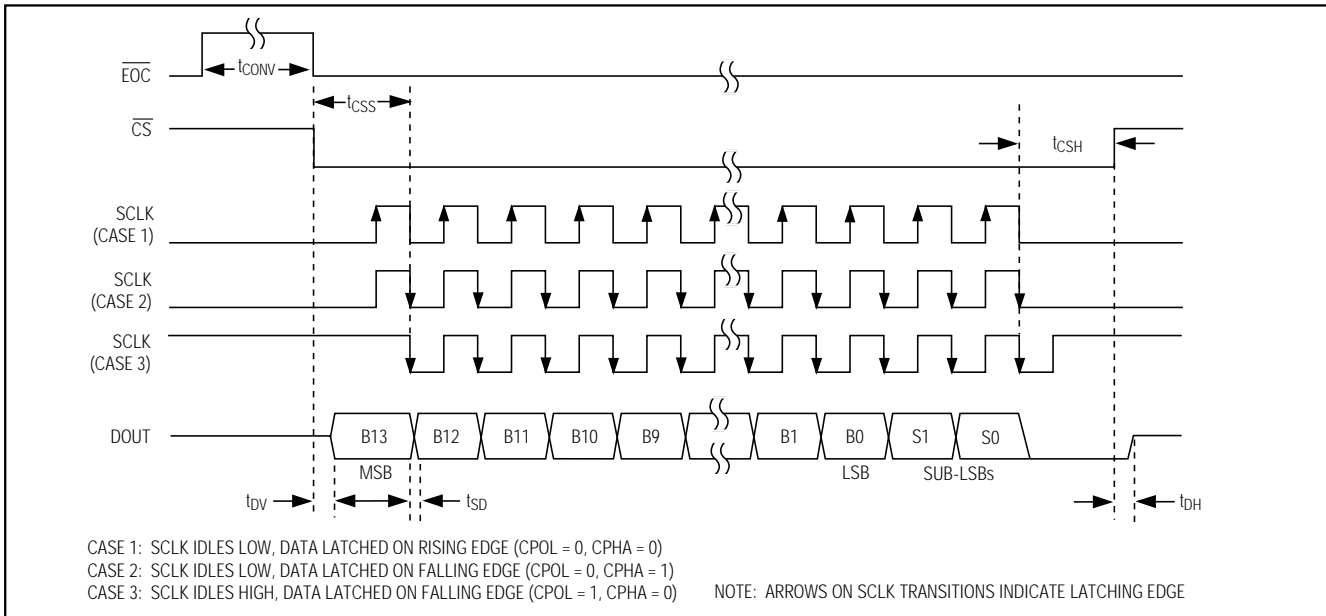 EOC
tCONV
tCSS
CS
tCSH
SCLK
(CASE 1)
SCLK
(CASE 2)
SCLK
(CASE 3)
DOUT
B13
B12
B11
B10
B9
B1
B0
S1
S0
MSB
LSB
SUB-LSBs
tDV
tSD
tDH
CASE 1: SCLK IDLES LOW, DATA LATCHED ON RISING EDGE (CPOL = 0, CPHA = 0)
CASE 2: SCLK IDLES LOW, DATA LATCHED ON FALLING EDGE (CPOL = 0, CPHA = 1)
CASE 3: SCLK IDLES HIGH, DATA LATCHED ON FALLING EDGE (CPOL = 1, CPHA = 0)
NOTE: ARROWS ON SCLK TRANSITIONS INDICATE LATCHING EDGE